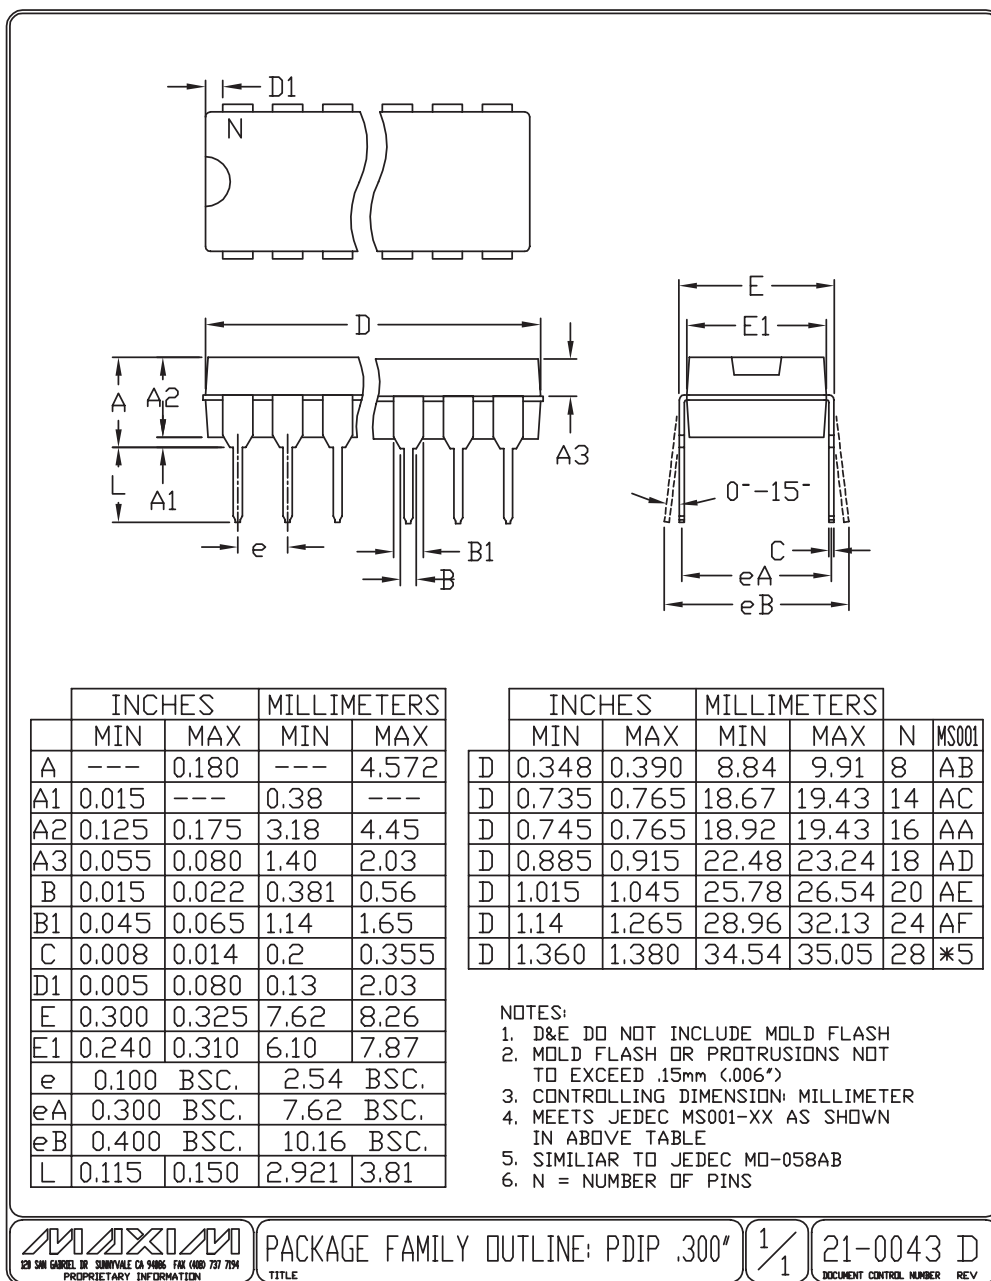 D1
N
E
D
E1
A
A2
A3
L
A1
0°-15°
e
B1
C
B
eA
eB
INCHES MILLIMETERS
MIN MAX MIN MAX
A --- 0.180 --- 4.572
A1 0.015 --- 0.38 ---
A2 0.125 0.175 3.18 4.45
A3 0.055 0.080 1.40 2.03
B 0.015 0.022 0.381 0.56
B1 0.045 0.065 1.14 1.65
C 0.008 0.014 0.2 0.355
D1 0.005 0.080 0.13 2.03
E 0.300 0.325 7.62 8.26
E1 0.240 0.310 6.10 7.87
e 0.100 BSC. 2.54 BSC.
eA 0.300 BSC. 7.62 BSC.
eB 0.400 BSC. 10.16 BSC.
L 0.115 0.150 2.921 3.81
INCHES MILLIMETERS
MIN MAX MIN MAX N MS001
D 0.348 0.390 8.84 9.91 8 AB
D 0.735 0.765 18.67 19.43 14 AC
D 0.745 0.765 18.92 19.43 16 AA
D 0.885 0.915 22.48 23.24 18 AD
D 1.015 1.045 25.78 26.54 20 AE
D 1.14 1.265 28.96 32.13 24 AF
D 1.360 1.380 34.54 35.05 28 *5
NOTES:
1. D&E DO NOT INCLUDE MOLD FLASH
2. MOLD FLASH OR PROTRUSIONS NOT
TO EXCEED .15mm (.006")
3. CONTROLLING DIMENSION: MILLIMETER
4. MEETS JEDEC MS001-XX AS SHOWN
IN ABOVE TABLE
5. SIMILIAR TO JEDEC MO-058AB
6. N = NUMBER OF PINS
MAXIM
120 SAN GABRIEL DR SUNNYVALE CA 94086 FAX (408) 737 7194
PROPRIETARY INFORMATION
PACKAGE FAMILY OUTLINE: PDIP .300"
TITLE
1/1
21-0043 D
DOCUMENT CONTROL NUMBER REV